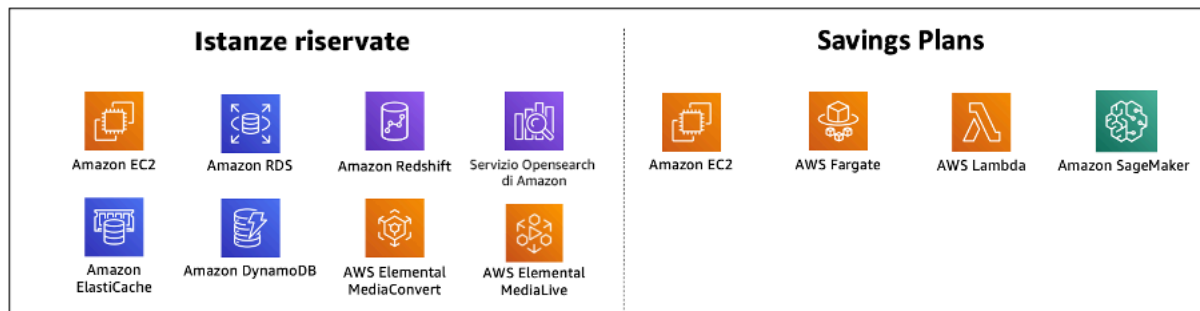 Istanze riservate
Amazon EC2
Amazon RDS
Amazon Redshift
Servizio Opensearch
di Amazon
Amazon
ElastiCache
Amazon DynamoDB
AWS Elemental
MediaConvert
AWS Elemental
MediaLive
Savings Plans
Amazon EC2
AWS Fargate
AWS Lambda
Amazon SageMaker